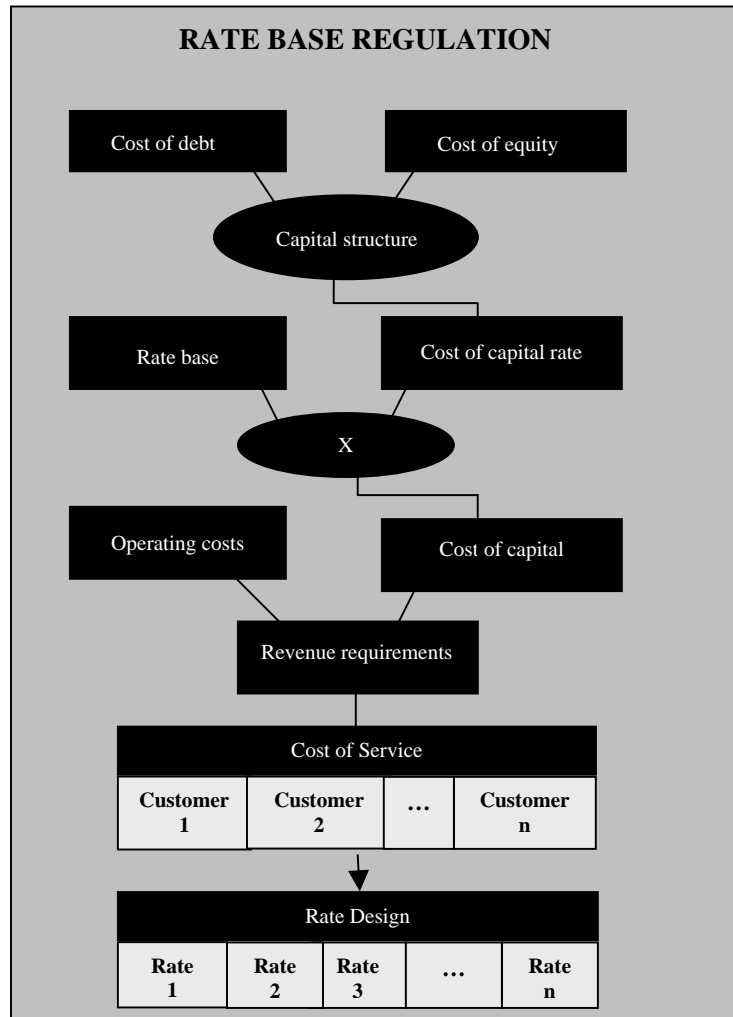 RATE BASE REGULATION
Cost of debt
Cost of equity
Capital structure
Rate base
Cost of capital rate
X
Operating costs
Cost of capital
Revenue requirements
Cost of Service
Customer
1
Customer
2
…
Customer
n
Rate Design
Rate
1
Rate
2
Rate
3
…
Rate
n